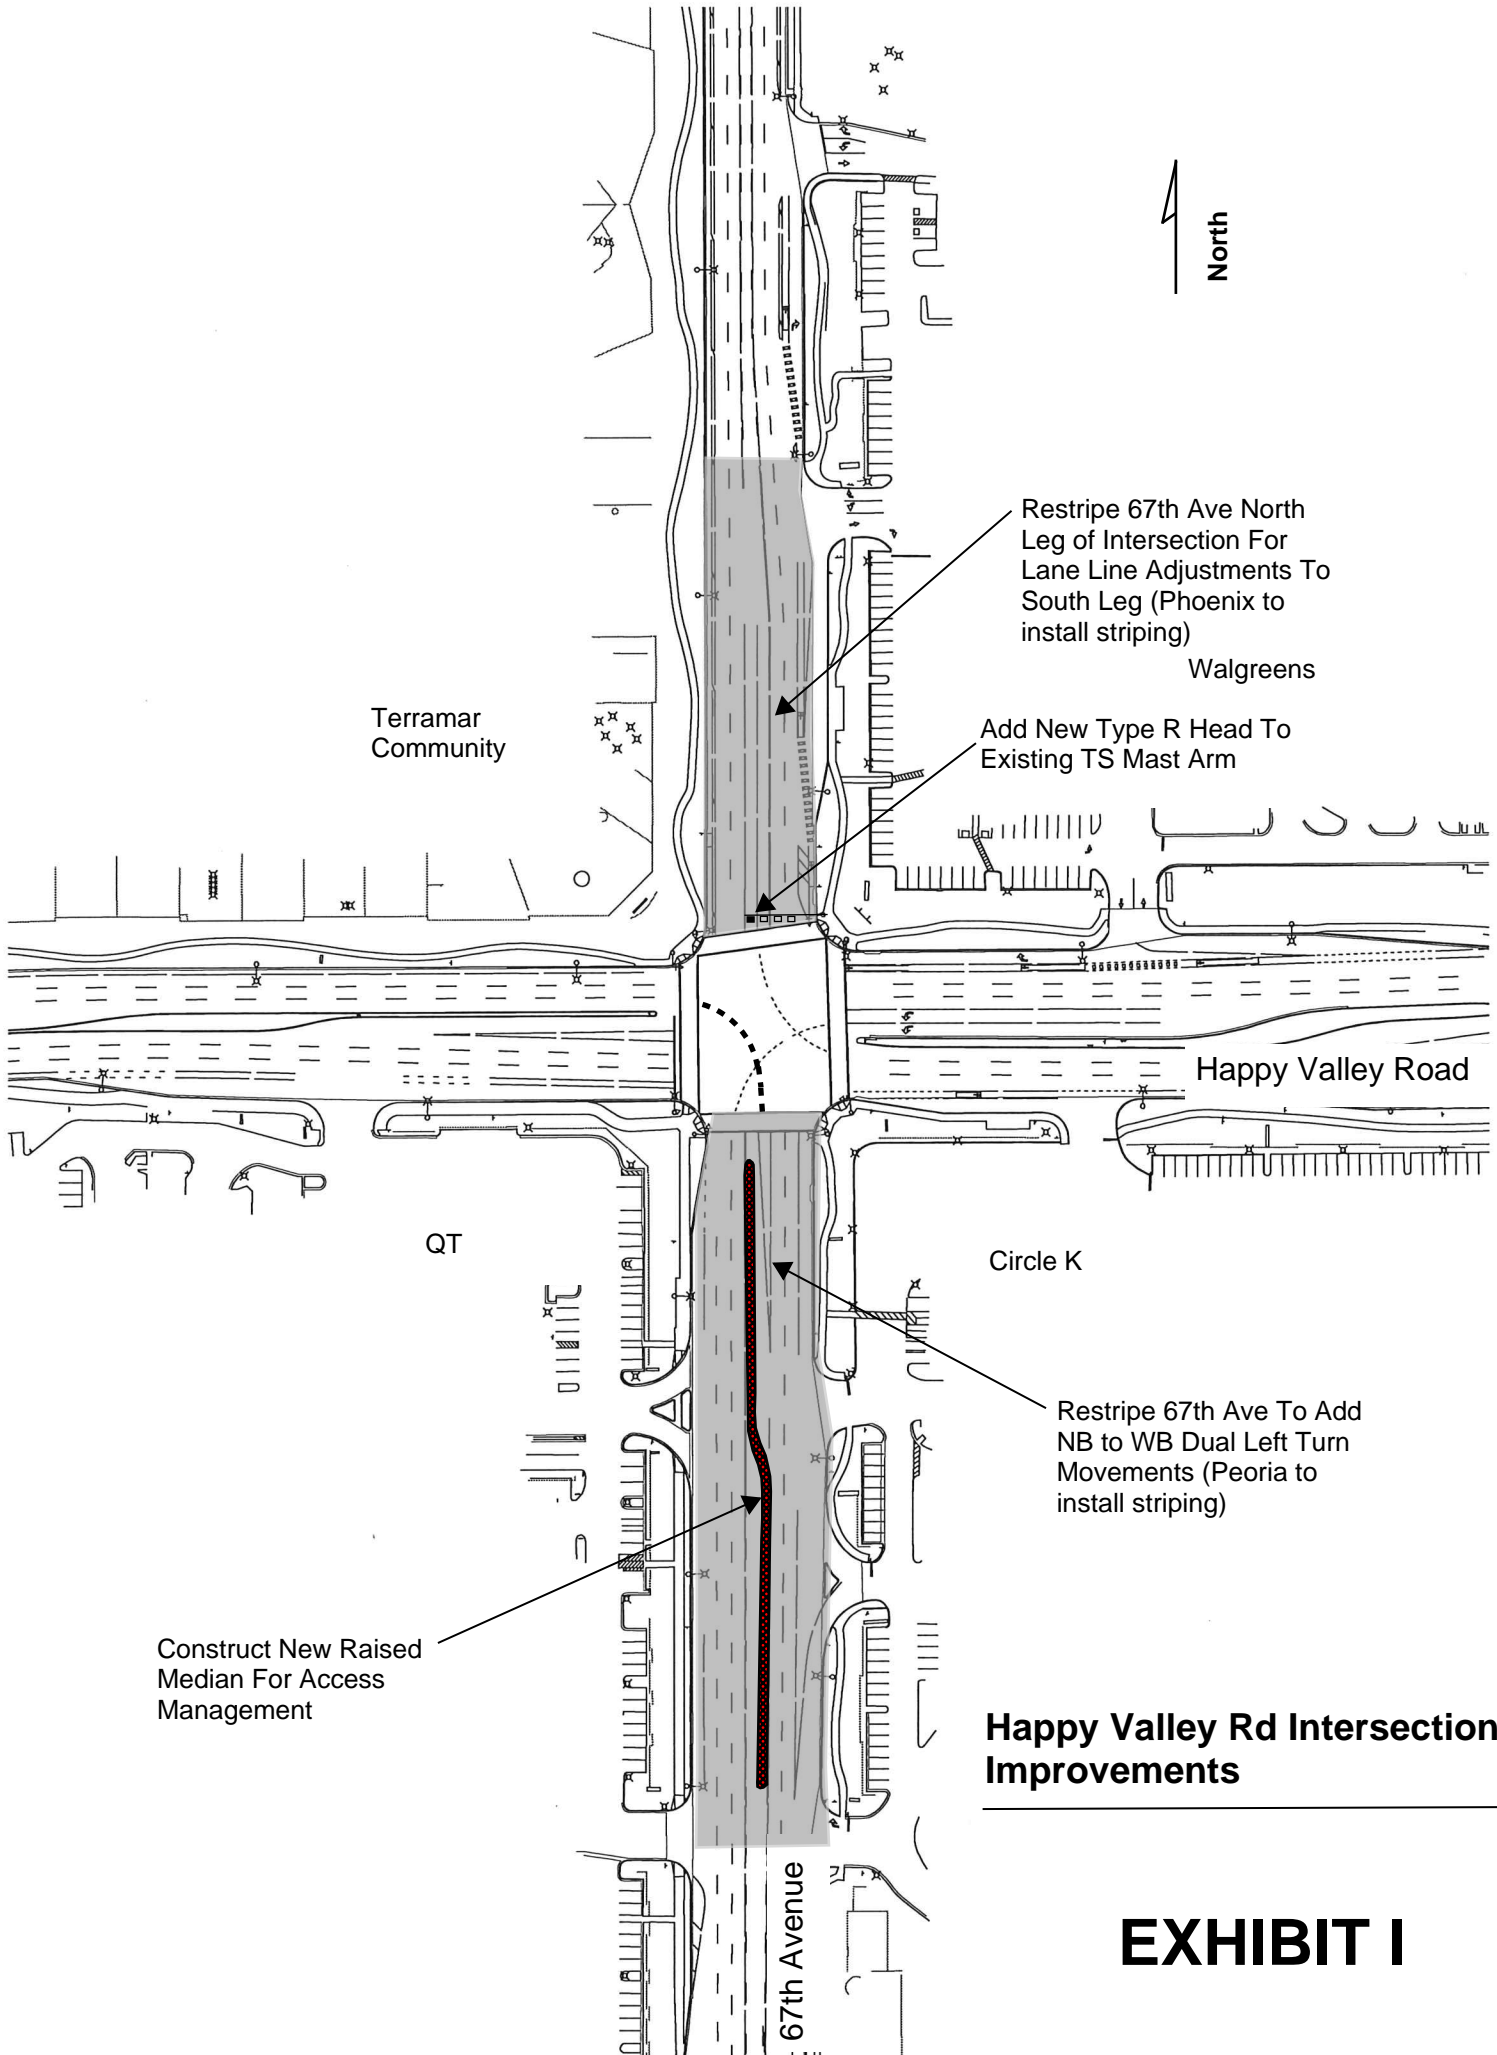 North
Restripe 67th Ave North
Leg of Intersection For
Lane Line Adjustments To
South Leg (Phoenix to
install striping)
Walgreens
Terramar
Community
Add New Type R Head To
Existing TS Mast Arm
Happy Valley Road
QT
Circle K
Restripe 67th Ave To Add
NB to WB Dual Left Turn
Movements (Peoria to
install striping)
Construct New Raised
Median For Access
Management
Happy Valley Rd Intersection
Improvements
67th Avenue
EXHIBIT I